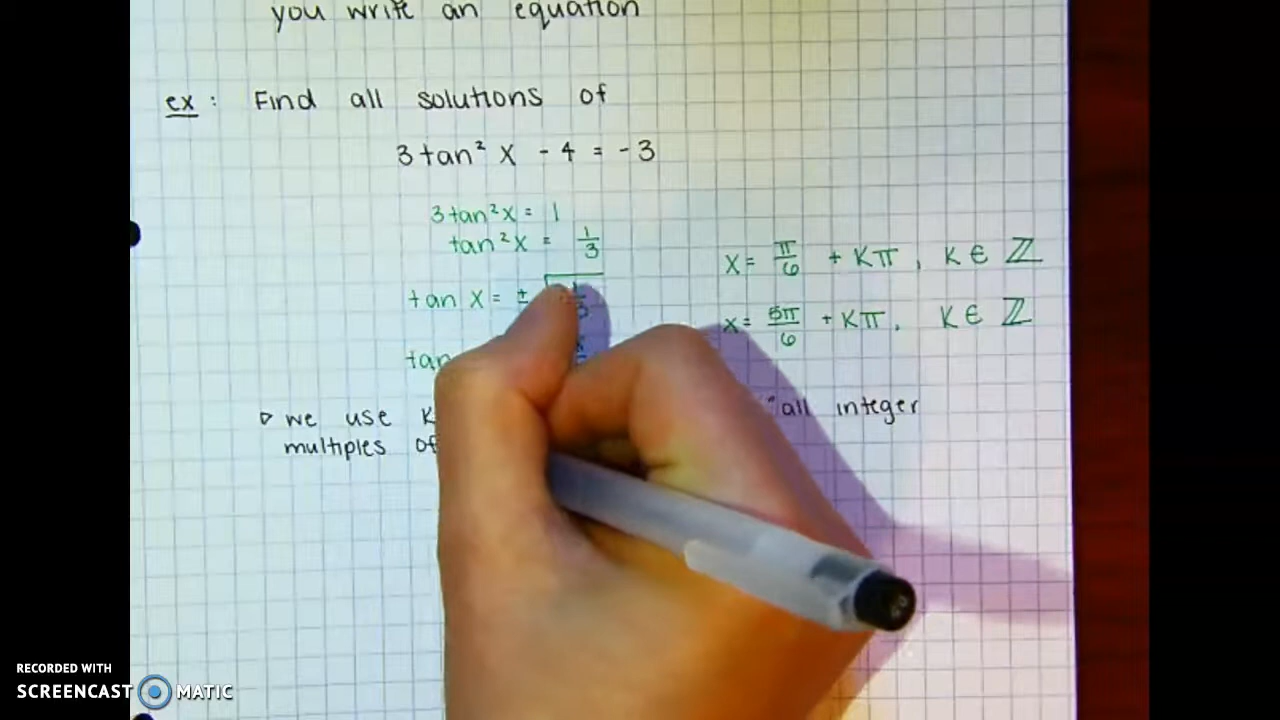 you write an equation
ex: Find all solutions of
3 tan² x - 4 = -3
3 tan² x = 1
tan² x = 1/3
tan x = ±√
tan
x = π/6 + Kπ, K ∈ ℤ
x = 5π/6 + Kπ, K ∈ ℤ
▷ we use K "all integer
multiples of
RECORDED WITH
SCREENCAST MATIC